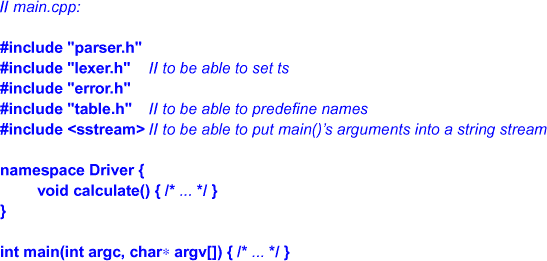 // main.cpp:
#include "parser.h"
#include "lexer.h" // to be able to set ts
#include "error.h"
#include "table.h" // to be able to predefine names
#include <sstream> // to be able to put main()’s arguments into a string stream
namespace Driver {
void calculate() { /* ... */ }
}
int main(int argc, char∗ argv[]) { /* ... */ }